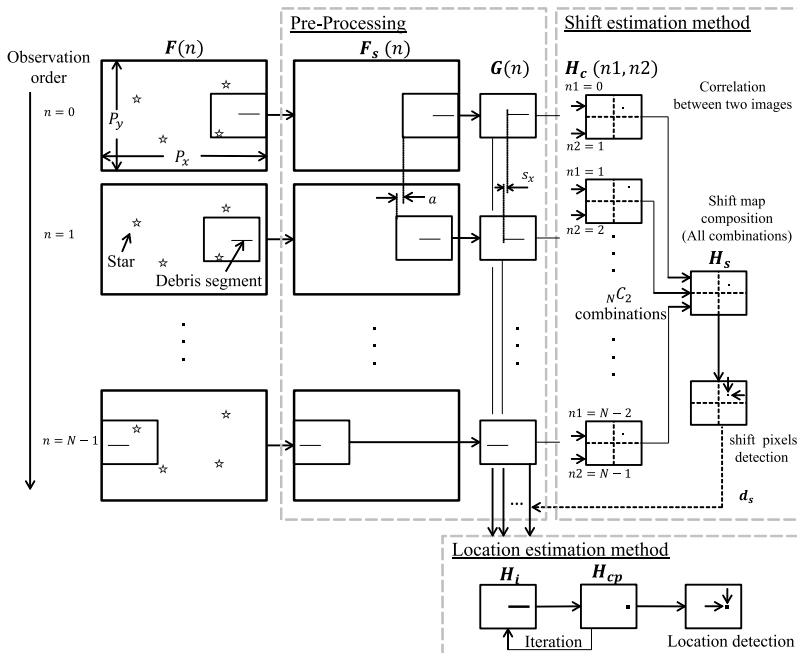 Pre-Processing
Shift estimation method
Observation
order
F(n)
F_s (n)
G(n)
H_c (n1, n2)
n = 0
P_y
P_x
n1 = 0
n2 = 1
Correlation
between two images
a
s_x
n1 = 1
n2 = 2
n = 1
Star
Debris segment
Shift map
composition
(All combinations)
H_s
_N C_2
combinations
n = N − 1
n1 = N − 2
n2 = N − 1
shift pixels
detection
...
d_s
Location estimation method
H_i
H_cp
Iteration
Location detection